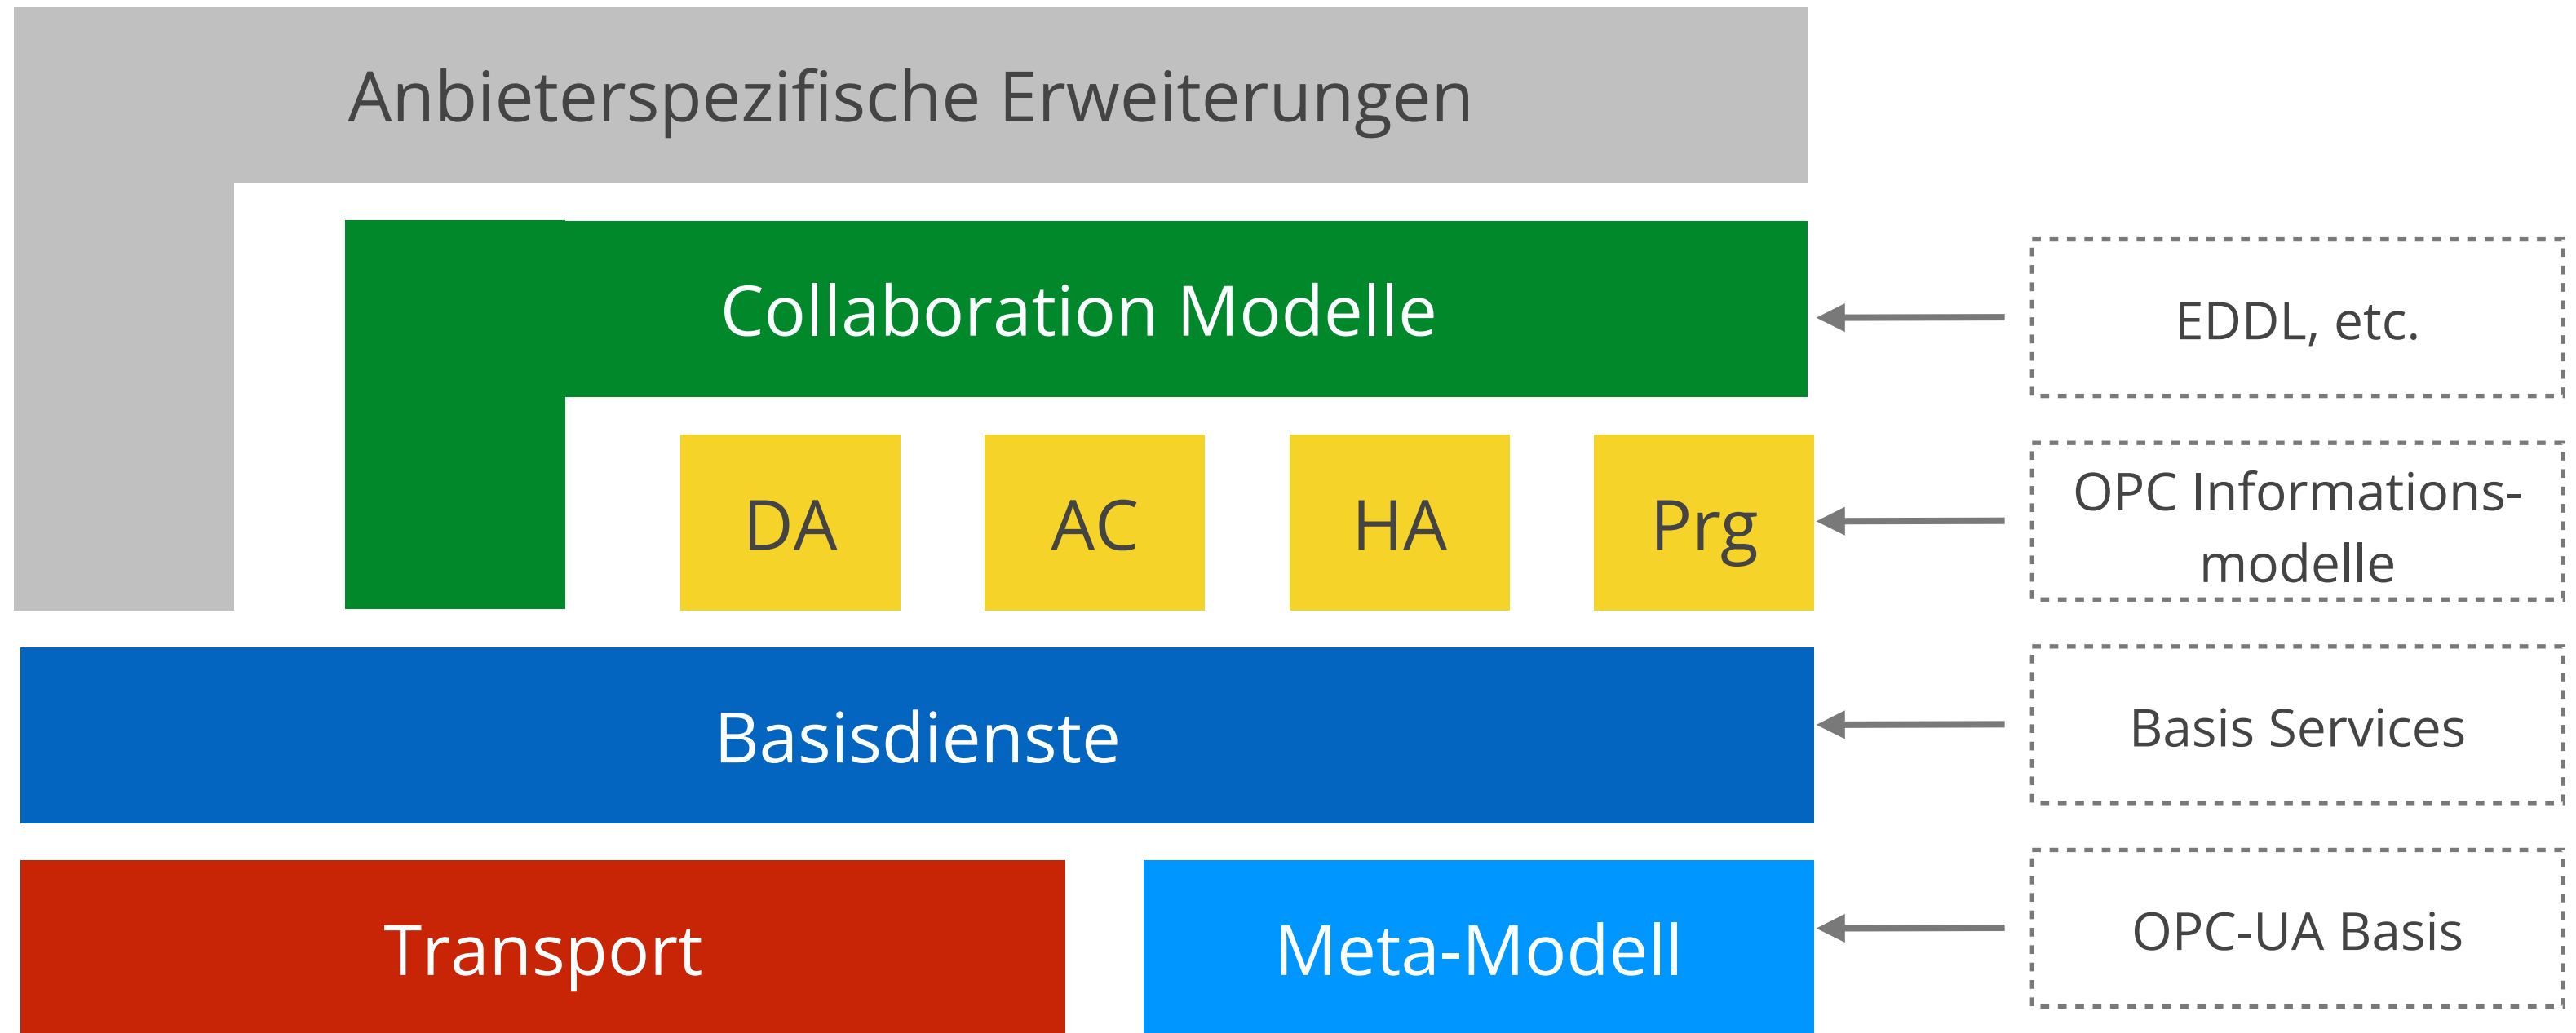 Anbieterspezifische Erweiterungen
Collaboration Modelle
EDDL, etc.
DA
AC
HA
Prg
OPC Informations-
modelle
Basisdienste
Basis Services
Transport
Meta-Modell
OPC-UA Basis